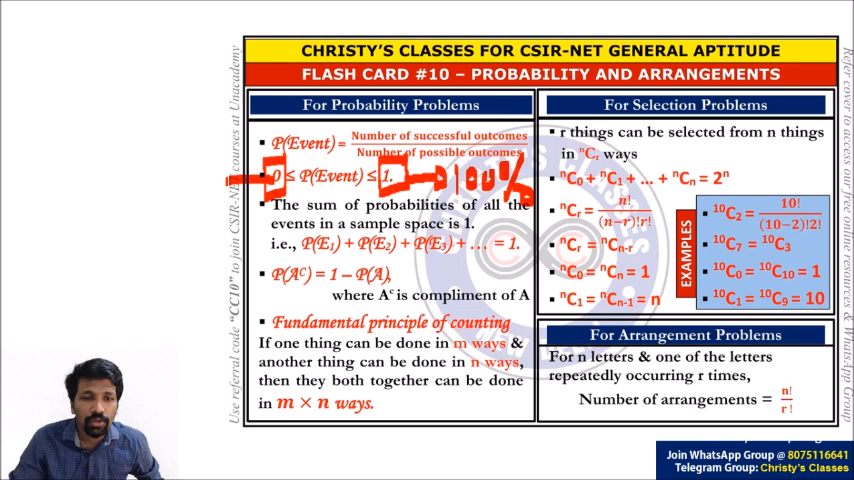 CHRISTY'S CLASSES FOR CSIR-NET GENERAL APTITUDE
FLASH CARD #10 – PROBABILITY AND ARRANGEMENTS
For Probability Problems
▪ P(Event) = Number of successful outcomes / Number of possible outcomes
▪ 0 ≤ P(Event) ≤ 1. → 100%
▪ The sum of probabilities of all the
events in a sample space is 1.
i.e., P(E₁) + P(E₂) + P(E₃) + … = 1.
▪ P(Aᶜ) = 1 – P(A),
where Aᶜ is compliment of A
▪ Fundamental principle of counting
If one thing can be done in m ways &
another thing can be done in n ways,
then they both together can be done
in m × n ways.
For Selection Problems
▪ r things can be selected from n things
in ⁿCᵣ ways
▪ ⁿC₀ + ⁿC₁ + … + ⁿCₙ = 2ⁿ
▪ ⁿCᵣ = n! / (n−r)!r!
▪ ⁿCᵣ = ⁿCₙ₋ᵣ
▪ ⁿC₀ = ⁿCₙ = 1
▪ ⁿC₁ = ⁿCₙ₋₁ = n
EXAMPLES
▪ ¹⁰C₂ = 10! / (10−2)!2!
▪ ¹⁰C₇ = ¹⁰C₃
▪ ¹⁰C₀ = ¹⁰C₁₀ = 1
▪ ¹⁰C₁ = ¹⁰C₉ = 10
For Arrangement Problems
For n letters & one of the letters
repeatedly occurring r times,
Number of arrangements = n! / r!
Use referral code "CC10" to join CSIR-NET courses at Unacademy
Refer cover to access our free online resources & WhatsApp Group
Join WhatsApp Group @ 8075116641
Telegram Group: Christy's Classes